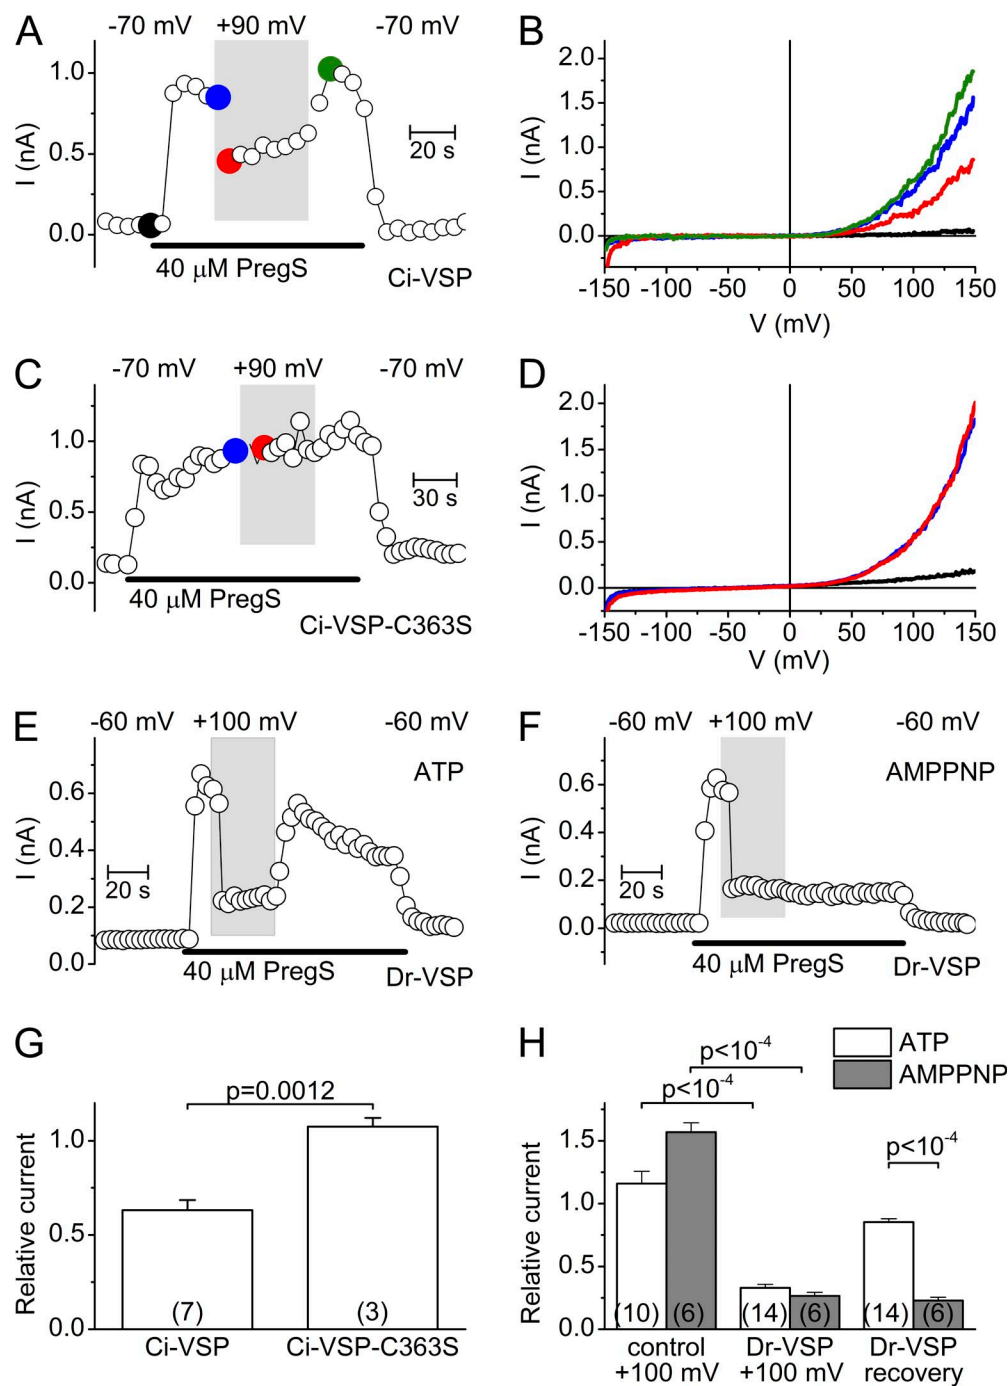 A
-70 mV +90 mV -70 mV
I (nA)
1.0
0.5
0.0
20 s
40 μM PregS
Ci-VSP
B
I (nA)
2.0
1.5
1.0
0.5
0.0
-150 -100 -50 0 50 100 150
V (mV)
C
-70 mV +90 mV -70 mV
I (nA)
1.0
0.5
0.0
30 s
40 μM PregS
Ci-VSP-C363S
D
I (nA)
2.0
1.5
1.0
0.5
0.0
-150 -100 -50 0 50 100 150
V (mV)
E
-60 mV +100 mV -60 mV
ATP
I (nA)
0.6
0.4
0.2
0.0
20 s
40 μM PregS
Dr-VSP
F
-60 mV +100 mV -60 mV
AMPPNP
I (nA)
0.6
0.4
0.2
0.0
20 s
40 μM PregS
Dr-VSP
G
p=0.0012
Relative current
1.0
0.5
0.0
(7) (3)
Ci-VSP Ci-VSP-C363S
H
ATP
AMPPNP
p<10⁻⁴
p<10⁻⁴
p<10⁻⁴
Relative current
1.5
1.0
0.5
0.0
(10) (6) (14) (6) (14) (6)
control Dr-VSP Dr-VSP
+100 mV +100 mV recovery